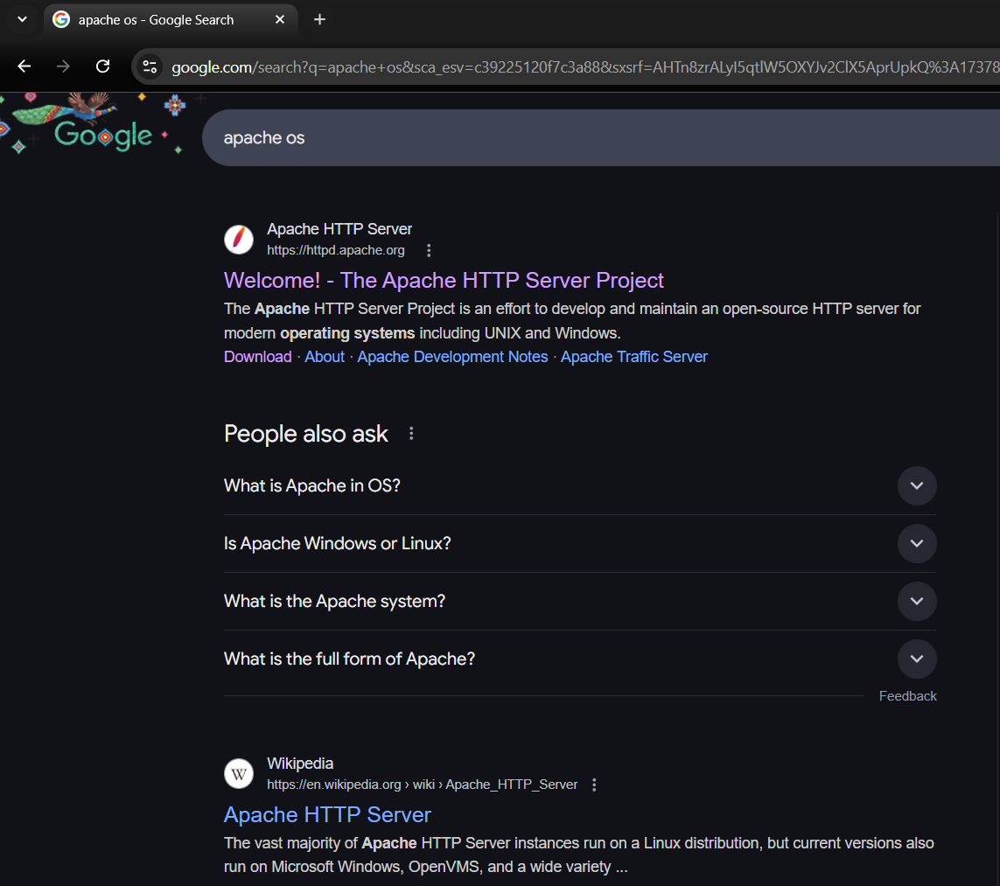 apache os - Google Search
google.com/search?q=apache+os&sca_esv=c39225120f7c3a88&sxsrf=AHTn8zrALyI5qtlW5OXYJv2ClX5AprUpkQ%3A17378
Google
apache os
Apache HTTP Server
https://httpd.apache.org
Welcome! - The Apache HTTP Server Project
The Apache HTTP Server Project is an effort to develop and maintain an open-source HTTP server for
modern operating systems including UNIX and Windows.
Download · About · Apache Development Notes · Apache Traffic Server
People also ask
What is Apache in OS?
Is Apache Windows or Linux?
What is the Apache system?
What is the full form of Apache?
Feedback
W
Wikipedia
https://en.wikipedia.org › wiki › Apache_HTTP_Server
Apache HTTP Server
The vast majority of Apache HTTP Server instances run on a Linux distribution, but current versions also
run on Microsoft Windows, OpenVMS, and a wide variety ...